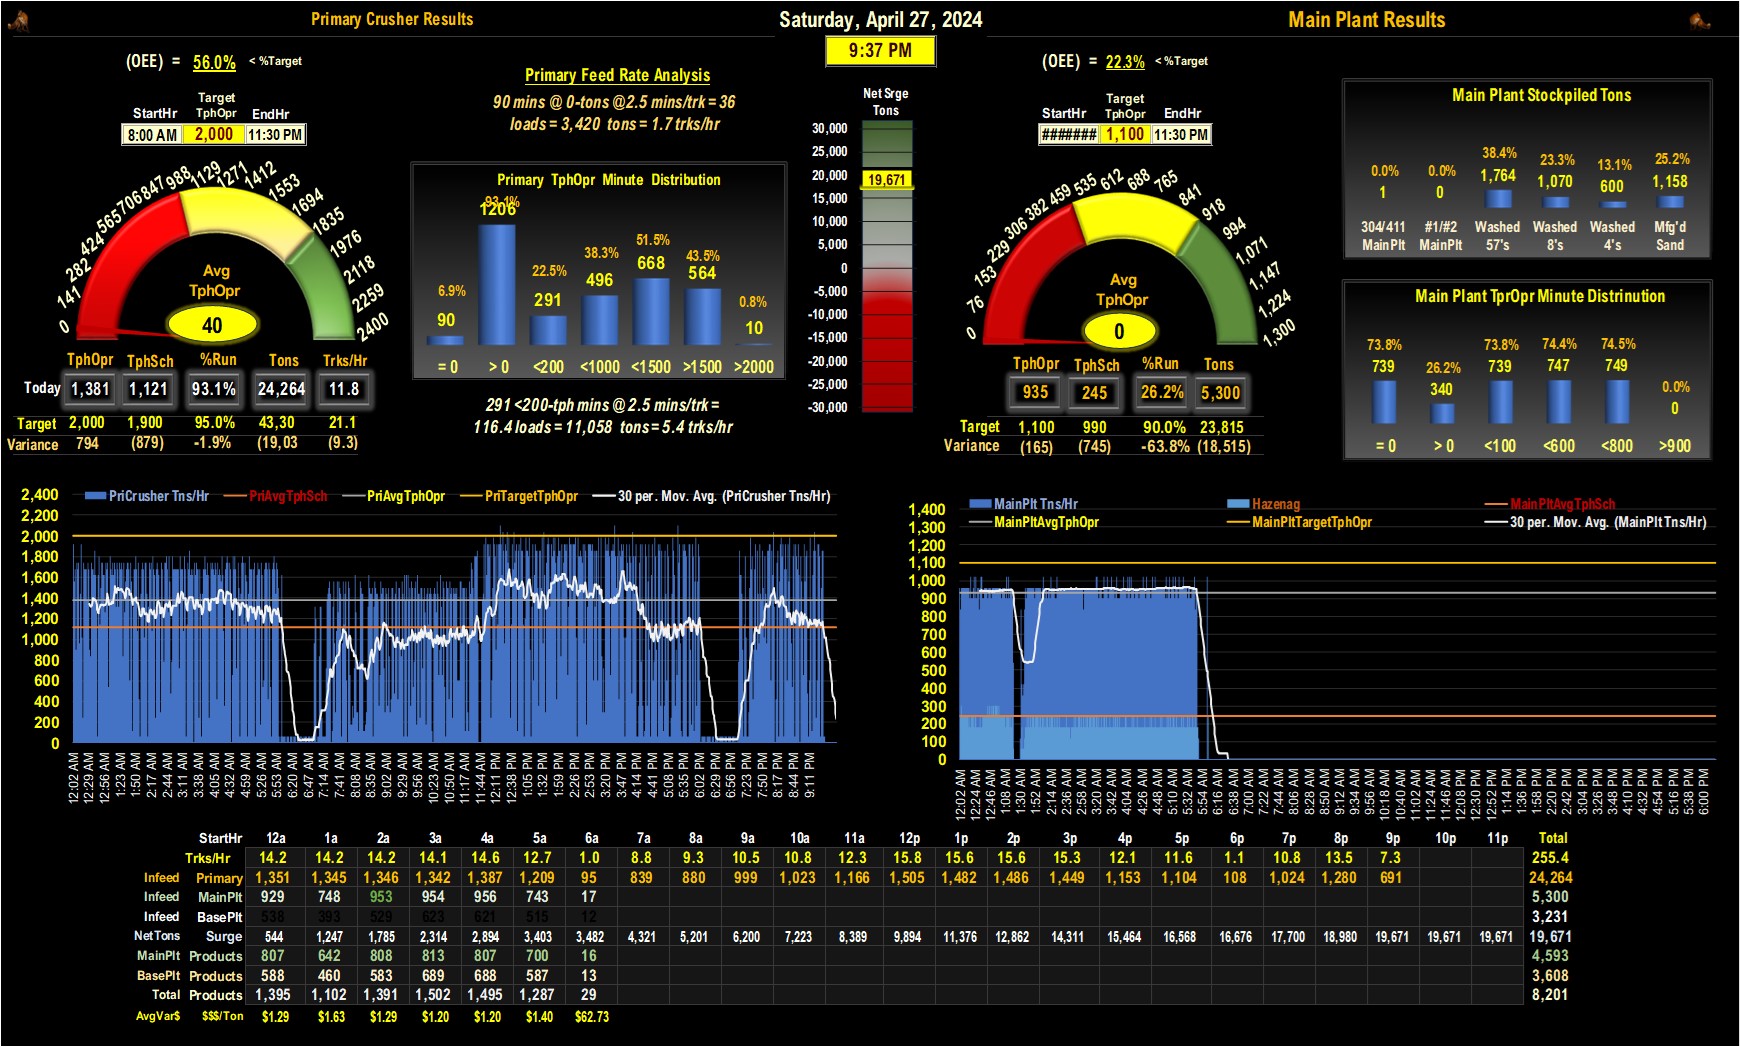 Primary Crusher Results
Saturday, April 27, 2024
Main Plant Results
9:37 PM
(OEE) = 56.0% < %Target
StartHr Target TphOpr EndHr
8:00 AM 2,000 11:30 PM
Primary Feed Rate Analysis
90 mins @ 0-tons @2.5 mins/trk = 36
loads = 3,420 tons = 1.7 trks/hr
0 141 282 424 565 706 847 988 1129 1271 1412 1553 1694 1835 1976 2118 2259 2400
Avg
TphOpr
40
TphOpr TphSch %Run Tons Trks/Hr
Today 1,381 1,121 93.1% 24,264 11.8
Target 2,000 1,900 95.0% 43,30 21.1
Variance 794 (879) -1.9% (19,03 (9.3)
Primary TphOpr Minute Distribution
6.9% 93.1% 22.5% 38.3% 51.5% 43.5% 0.8%
90 1206 291 496 668 564 10
= 0 > 0 <200 <1000 <1500 >1500 >2000
291 <200-tph mins @ 2.5 mins/trk =
116.4 loads = 11,058 tons = 5.4 trks/hr
Net Srge
Tons
30,000
25,000
20,000
19,671
15,000
10,000
5,000
0
-5,000
-10,000
-15,000
-20,000
-25,000
-30,000
(OEE) = 22.3% < %Target
StartHr Target TphOpr EndHr
####### 1,100 11:30 PM
0 76 153 229 306 382 459 535 612 688 765 841 918 994 1,071 1,147 1,224 1,300
Avg
TphOpr
0
TphOpr TphSch %Run Tons
935 245 26.2% 5,300
Target 1,100 990 90.0% 23,815
Variance (165) (745) -63.8% (18,515)
Main Plant Stockpiled Tons
0.0% 0.0% 38.4% 23.3% 13.1% 25.2%
1 0 1,764 1,070 600 1,158
304/411 #1/#2 Washed Washed Washed Mfg'd
MainPlt MainPlt 57's 8's 4's Sand
Main Plant TprOpr Minute Distrinution
73.8% 26.2% 73.8% 74.4% 74.5% 0.0%
739 340 739 747 749 0
= 0 > 0 <100 <600 <800 >900
PriCrusher Tns/Hr PriAvgTphSch PriAvgTphOpr PriTargetTphOpr 30 per. Mov. Avg. (PriCrusher Tns/Hr)
2,400
2,200
2,000
1,800
1,600
1,400
1,200
1,000
800
600
400
200
0
12:02 AM 12:29 AM 12:56 AM 1:23 AM 1:50 AM 2:17 AM 2:44 AM 3:11 AM 3:38 AM 4:05 AM 4:32 AM 4:59 AM 5:26 AM 5:53 AM 6:20 AM 6:47 AM 7:14 AM 7:41 AM 8:08 AM 8:35 AM 9:02 AM 9:29 AM 9:56 AM 10:23 AM 10:50 AM 11:17 AM 11:44 AM 12:11 PM 12:38 PM 1:05 PM 1:32 PM 1:59 PM 2:26 PM 2:53 PM 3:20 PM 3:47 PM 4:14 PM 4:41 PM 5:08 PM 5:35 PM 6:02 PM 6:29 PM 6:56 PM 7:23 PM 7:50 PM 8:17 PM 8:44 PM 9:11 PM
MainPlt Tns/Hr Hazenag MainPltAvgTphSch
MainPltAvgTphOpr MainPltTargetTphOpr 30 per. Mov. Avg. (MainPlt Tns/Hr)
1,400
1,300
1,200
1,100
1,000
900
800
700
600
500
400
300
200
100
0
12:02 AM 12:24 AM 12:46 AM 1:08 AM 1:30 AM 1:52 AM 2:14 AM 2:36 AM 2:58 AM 3:20 AM 3:42 AM 4:04 AM 4:26 AM 4:48 AM 5:10 AM 5:32 AM 5:54 AM 6:16 AM 6:38 AM 7:00 AM 7:22 AM 7:44 AM 8:06 AM 8:28 AM 8:50 AM 9:12 AM 9:34 AM 9:56 AM 10:18 AM 10:40 AM 11:02 AM 11:24 AM 11:46 AM 12:08 PM 12:30 PM 12:52 PM 1:14 PM 1:36 PM 1:58 PM 2:20 PM 2:42 PM 3:04 PM 3:26 PM 3:48 PM 4:10 PM 4:32 PM 4:54 PM 5:16 PM 5:38 PM 6:00 PM
StartHr 12a 1a 2a 3a 4a 5a 6a 7a 8a 9a 10a 11a 12p 1p 2p 3p 4p 5p 6p 7p 8p 9p 10p 11p Total
Trks/Hr 14.2 14.2 14.2 14.1 14.6 12.7 1.0 8.8 9.3 10.5 10.8 12.3 15.8 15.6 15.6 15.3 12.1 11.6 1.1 10.8 13.5 7.3 255.4
Infeed Primary 1,351 1,345 1,346 1,342 1,387 1,209 95 839 880 999 1,023 1,166 1,505 1,482 1,486 1,449 1,153 1,104 108 1,024 1,280 691 24,264
Infeed MainPlt 929 748 953 954 956 743 17 5,300
Infeed BasePlt 538 393 529 623 621 515 12 3,231
NetTons Surge 544 1,247 1,785 2,314 2,894 3,403 3,482 4,321 5,201 6,200 7,223 8,389 9,894 11,376 12,862 14,311 15,464 16,568 16,676 17,700 18,980 19,671 19,671 19,671 19,671
MainPlt Products 807 642 808 813 807 700 16 4,593
BasePlt Products 588 460 583 689 688 587 13 3,608
Total Products 1,395 1,102 1,391 1,502 1,495 1,287 29 8,201
AvgVar$ $$$/Ton $1.29 $1.63 $1.29 $1.20 $1.20 $1.40 $62.73